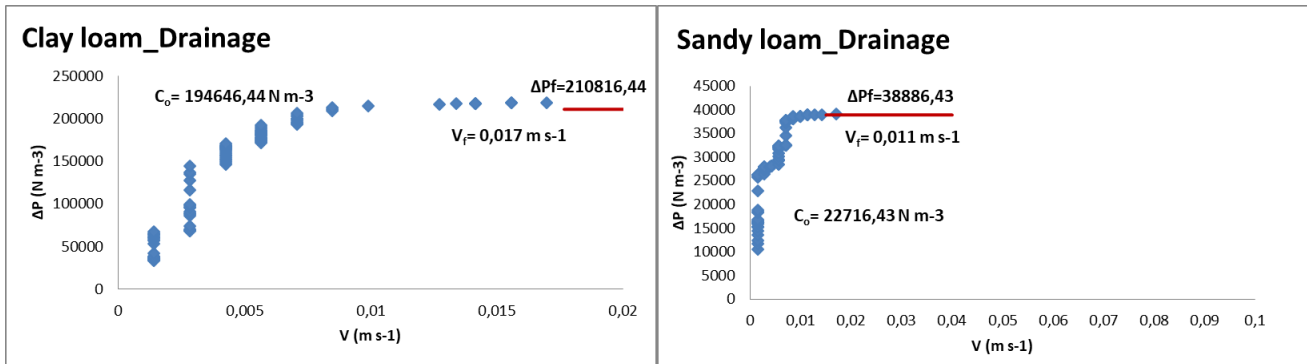 Clay loam_Drainage
ΔPf=210816,44
Co= 194646,44 N m-3
Vf= 0,017 m s-1
ΔP (N m-3)
250000
200000
150000
100000
50000
0
0 0,005 0,01 0,015 0,02
V (m s-1)
Sandy loam_Drainage
ΔPf=38886,43
Vf= 0,011 m s-1
Co= 22716,43 N m-3
ΔP (N m-3)
45000
40000
35000
30000
25000
20000
15000
10000
5000
0
0 0,01 0,02 0,03 0,04 0,05 0,06 0,07 0,08 0,09 0,1
V (m s-1)